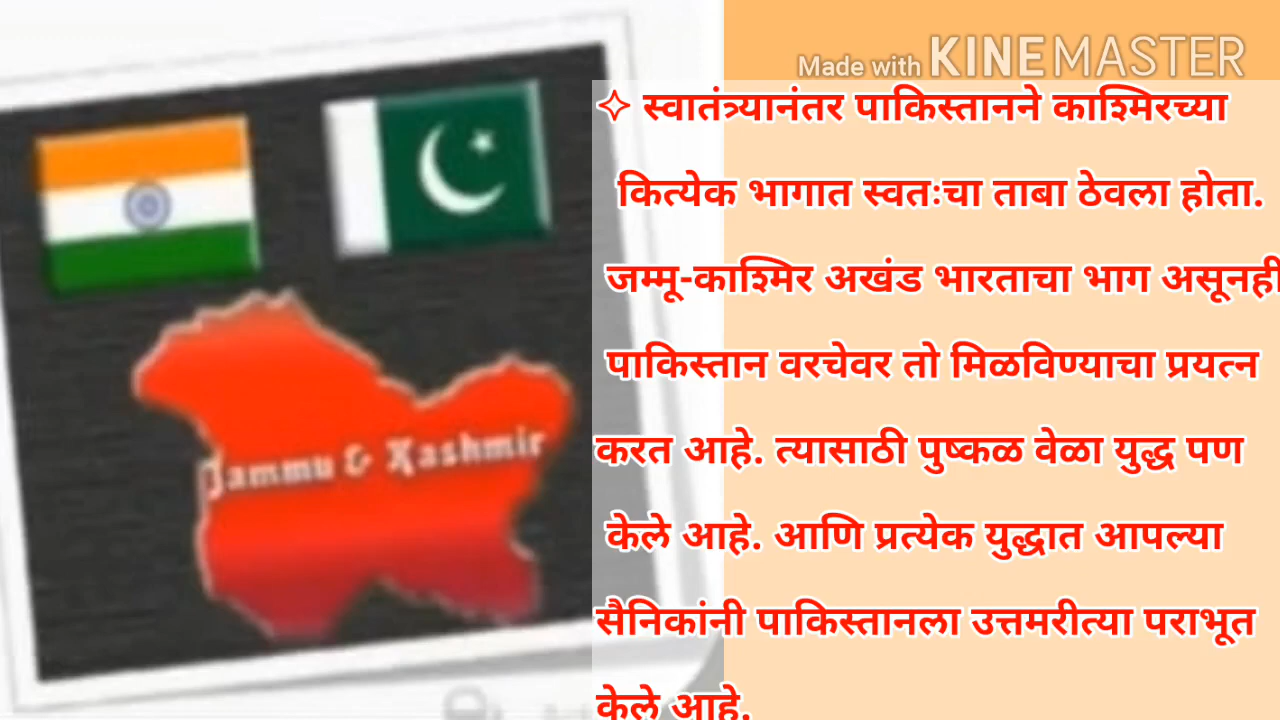 Made with KINEMASTER
✧ स्वातंत्र्यानंतर पाकिस्तानने काश्मिरच्या
कित्येक भागात स्वतःचा ताबा ठेवला होता.
जम्मू-काश्मिर अखंड भारताचा भाग असूनही
पाकिस्तान वरचेवर तो मिळविण्याचा प्रयत्न
करत आहे. त्यासाठी पुष्कळ वेळा युद्ध पण
केले आहे. आणि प्रत्येक युद्धात आपल्या
सैनिकांनी पाकिस्तानला उत्तमरीत्या पराभूत
केले आहे.
Jammu & Kashmir